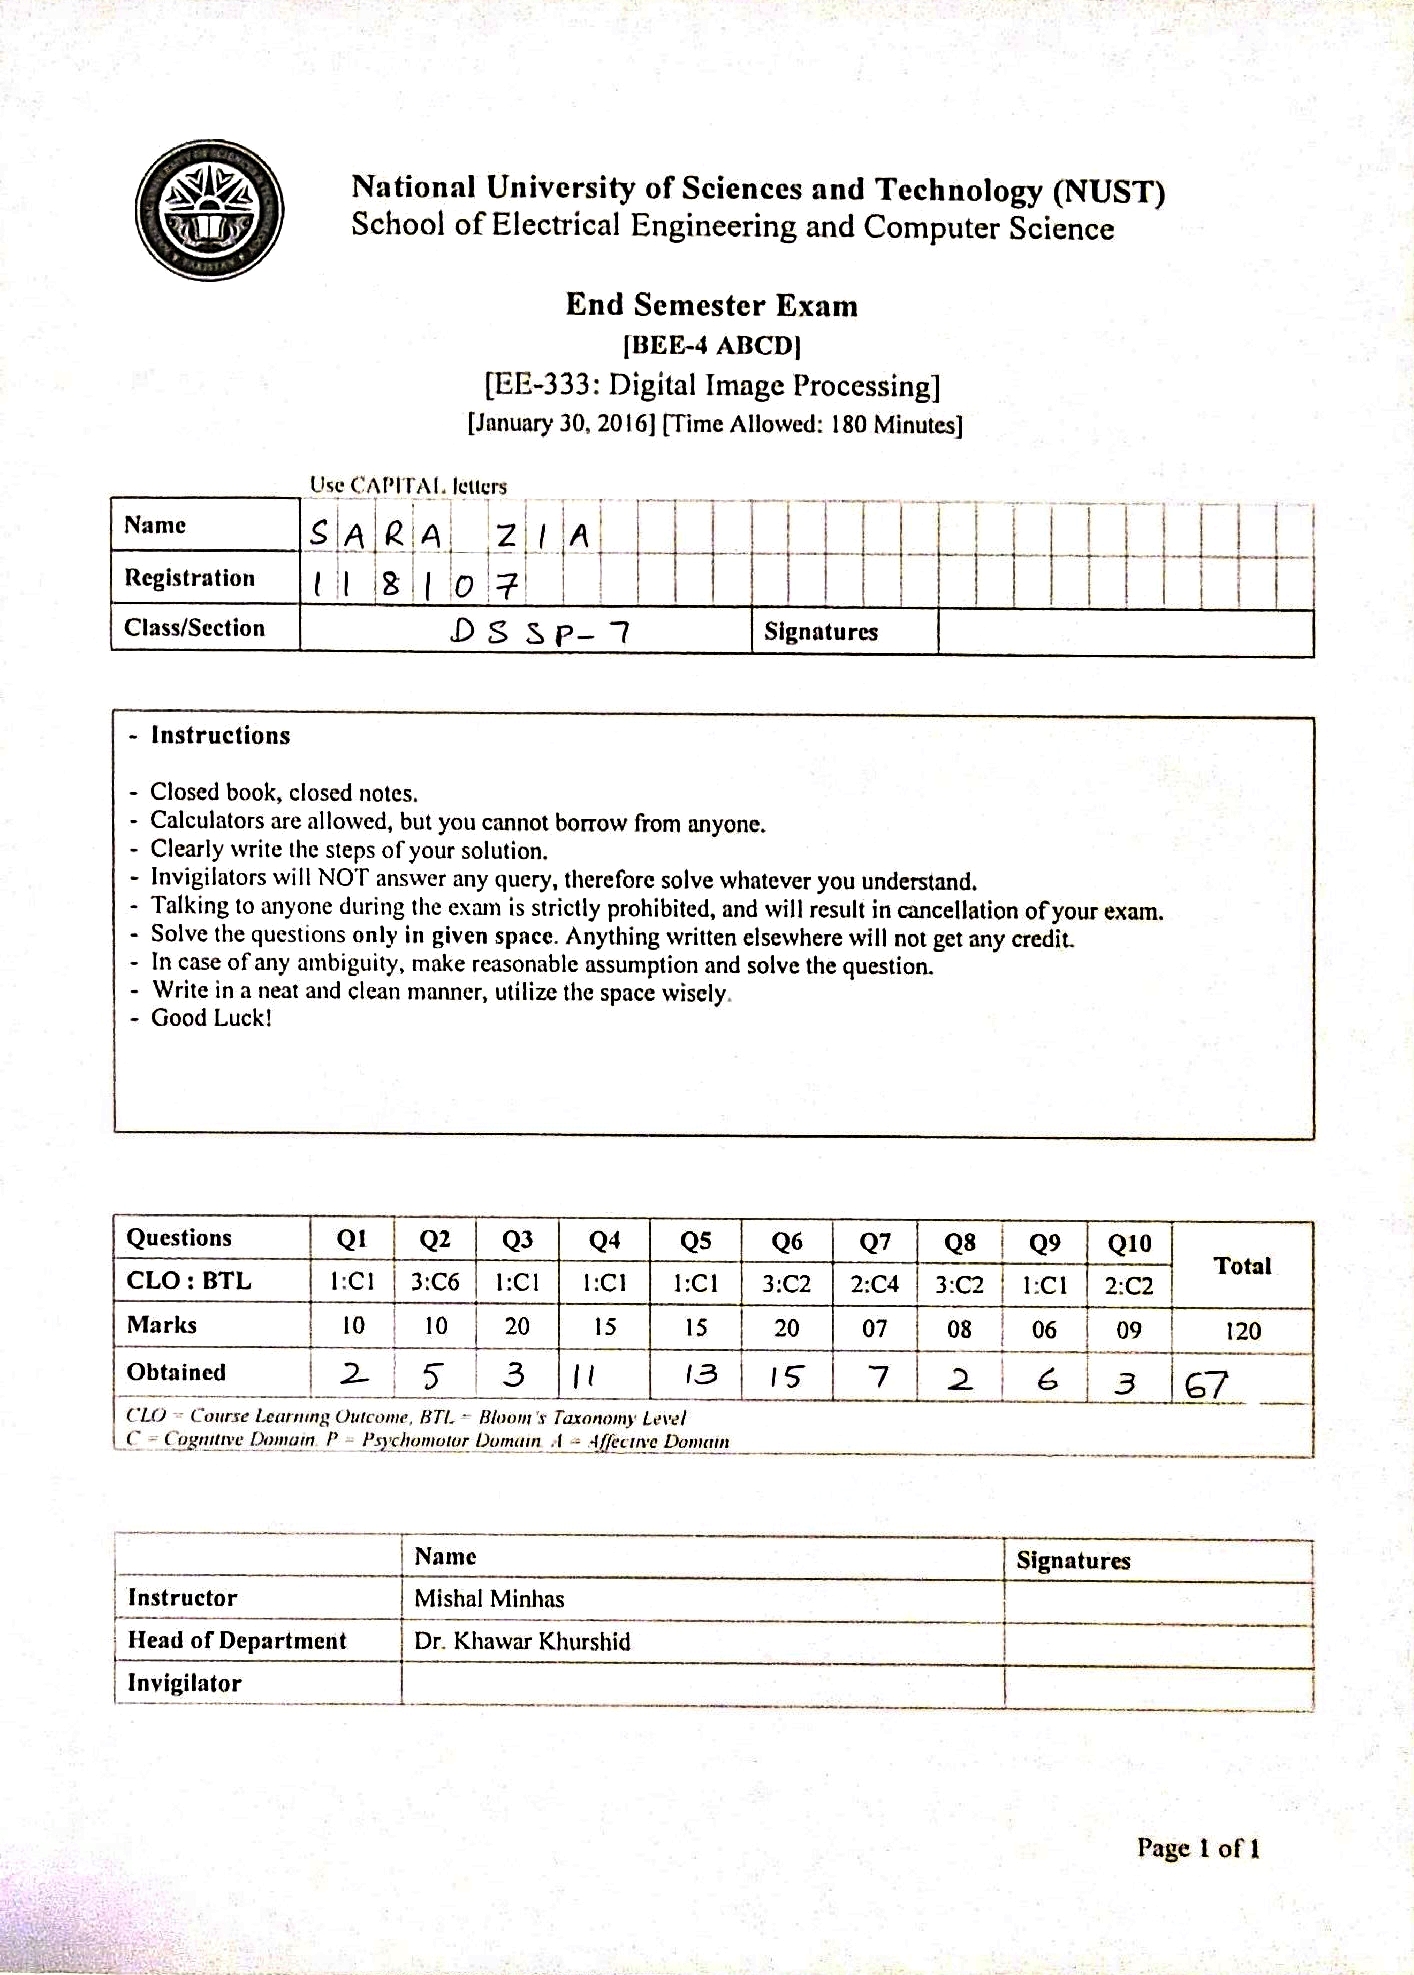 National University of Sciences and Technology (NUST)
School of Electrical Engineering and Computer Science
End Semester Exam
[BEE-4 ABCD]
[EE-333: Digital Image Processing]
[January 30, 2016] [Time Allowed: 180 Minutes]
Use CAPITAL letters
Name SARA ZIA
Registration 118107
Class/Section DSSP-7 Signatures
- Instructions
- Closed book, closed notes.
- Calculators are allowed, but you cannot borrow from anyone.
- Clearly write the steps of your solution.
- Invigilators will NOT answer any query, therefore solve whatever you understand.
- Talking to anyone during the exam is strictly prohibited, and will result in cancellation of your exam.
- Solve the questions only in given space. Anything written elsewhere will not get any credit.
- In case of any ambiguity, make reasonable assumption and solve the question.
- Write in a neat and clean manner, utilize the space wisely.
- Good Luck!
Questions Q1 Q2 Q3 Q4 Q5 Q6 Q7 Q8 Q9 Q10 Total
CLO : BTL 1:C1 3:C6 1:C1 1:C1 1:C1 3:C2 2:C4 3:C2 1:C1 2:C2
Marks 10 10 20 15 15 20 07 08 06 09 120
Obtained 2 5 3 11 13 15 7 2 6 3 67
CLO = Course Learning Outcome, BTL = Bloom's Taxonomy Level
C = Cognitive Domain P = Psychomotor Domain A = Affective Domain
Name Signatures
Instructor Mishal Minhas
Head of Department Dr. Khawar Khurshid
Invigilator
Page 1 of 1